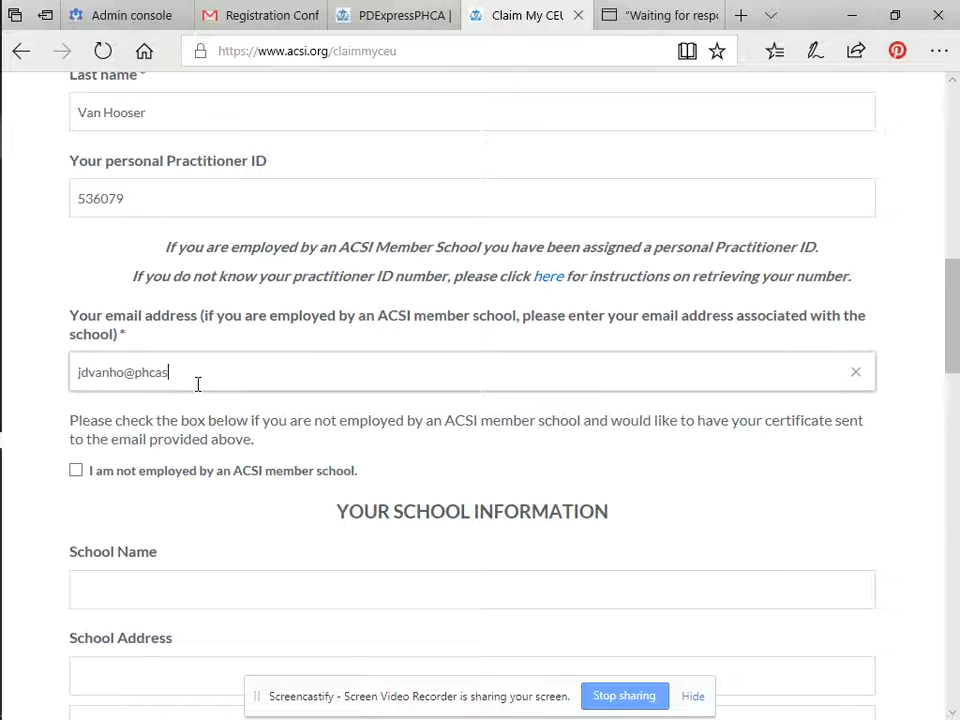 Admin console
Registration Conf
PDExpressPHCA |
Claim My CEU
"Waiting for respo
https://www.acsi.org/claimmyceu
Last name *
Van Hooser
Your personal Practitioner ID
536079
If you are employed by an ACSI Member School you have been assigned a personal Practitioner ID.
If you do not know your practitioner ID number, please click here for instructions on retrieving your number.
Your email address (if you are employed by an ACSI member school, please enter your email address associated with the
school) *
jdvanho@phcas
Please check the box below if you are not employed by an ACSI member school and would like to have your certificate sent
to the email provided above.
I am not employed by an ACSI member school.
YOUR SCHOOL INFORMATION
School Name
School Address
Screencastify - Screen Video Recorder is sharing your screen.
Stop sharing
Hide